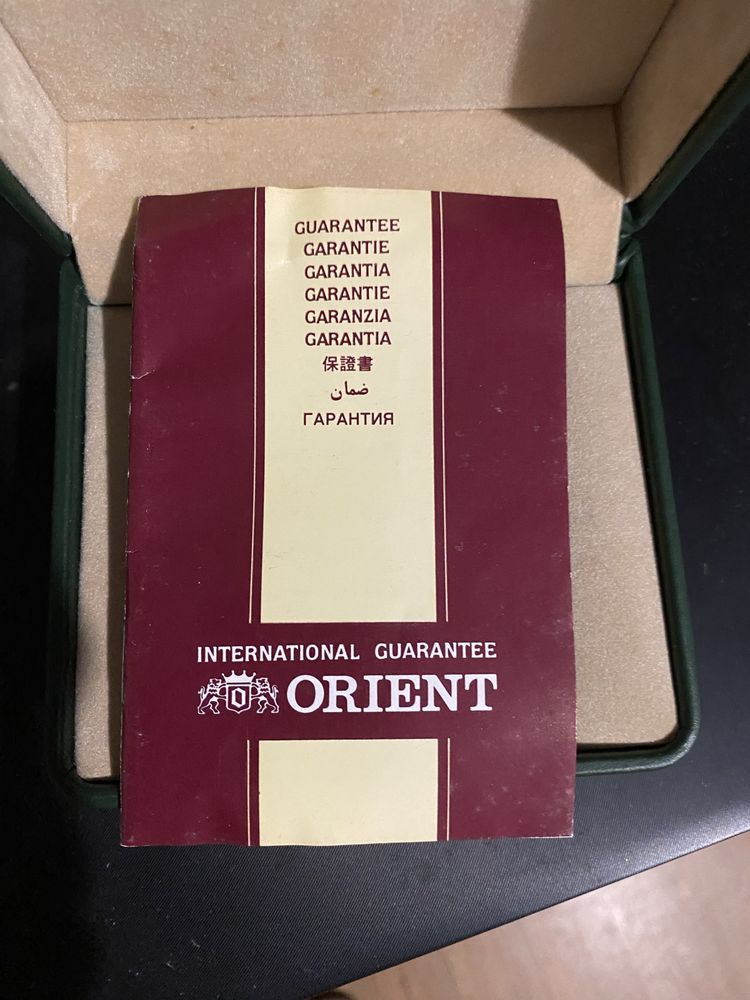 GUARANTEE
GARANTIE
GARANTIA
GARANTIE
GARANZIA
GARANTIA
保證書
ضمان
ГАРАНТИЯ
INTERNATIONAL GUARANTEE
ORIENT